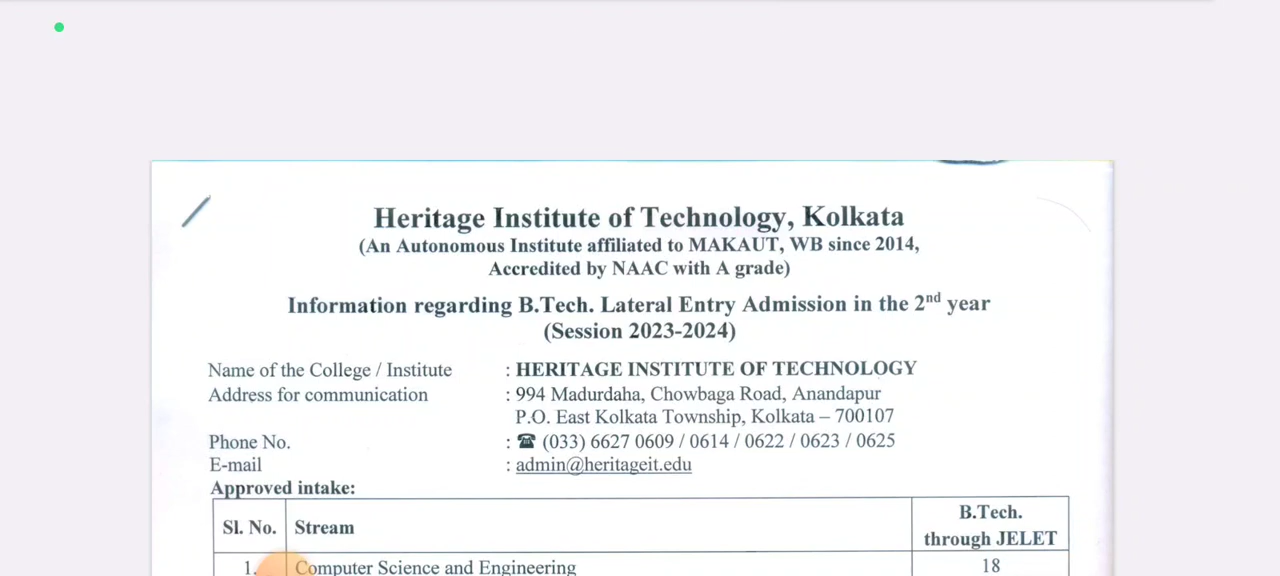 Heritage Institute of Technology, Kolkata
(An Autonomous Institute affiliated to MAKAUT, WB since 2014,
Accredited by NAAC with A grade)
Information regarding B.Tech. Lateral Entry Admission in the 2nd year
(Session 2023-2024)
Name of the College / Institute : HERITAGE INSTITUTE OF TECHNOLOGY
Address for communication : 994 Madurdaha, Chowbaga Road, Anandapur
P.O. East Kolkata Township, Kolkata – 700107
Phone No. : ☎ (033) 6627 0609 / 0614 / 0622 / 0623 / 0625
E-mail : admin@heritageit.edu
Approved intake:
Sl. No. Stream B.Tech. through JELET
1. Computer Science and Engineering 18